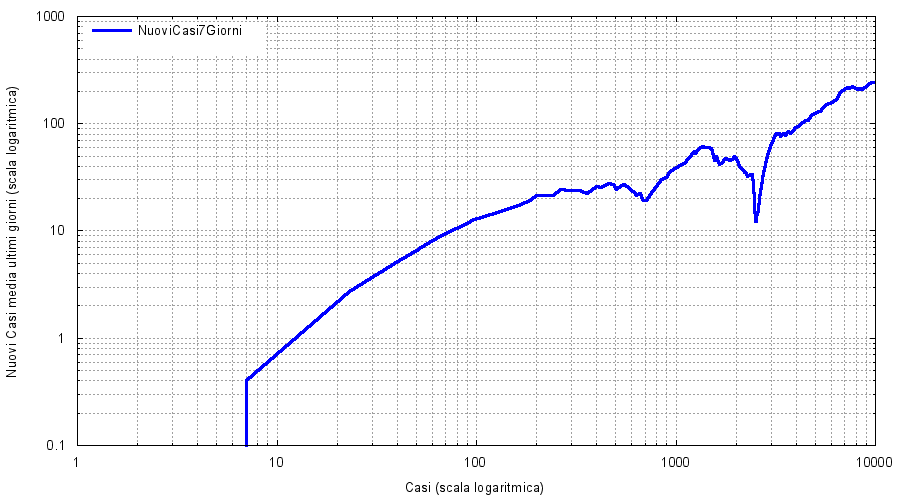 1000
NuoviCasi7Giorni
100
10
1
0.1
Nuovi Casi media ultimi giorni (scala logaritmica)
1 10 100 1000 10000
Casi (scala logaritmica)